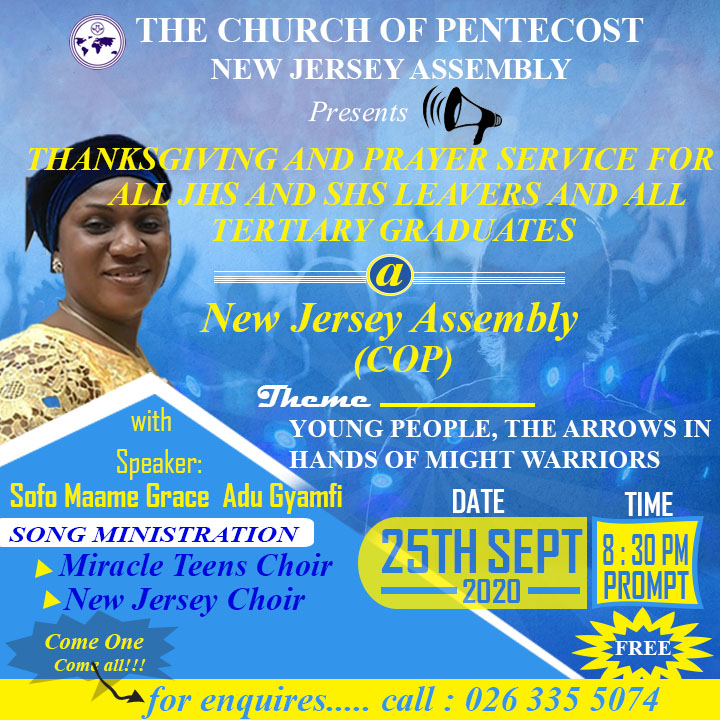 THE CHURCH OF PENTECOST
NEW JERSEY ASSEMBLY
Presents
THANKSGIVING AND PRAYER SERVICE FOR
ALL JHS AND SHS LEAVERS AND ALL
TERTIARY GRADUATES
@
New Jersey Assembly
(COP)
Theme
YOUNG PEOPLE, THE ARROWS IN
HANDS OF MIGHT WARRIORS
with
Speaker:
Sofo Maame Grace Adu Gyamfi
SONG MINISTRATION
Miracle Teens Choir
New Jersey Choir
DATE
25TH SEPT
2020
TIME
8 : 30 PM
PROMPT
FREE
Come One
Come all!!!
for enquires..... call : 026 335 5074